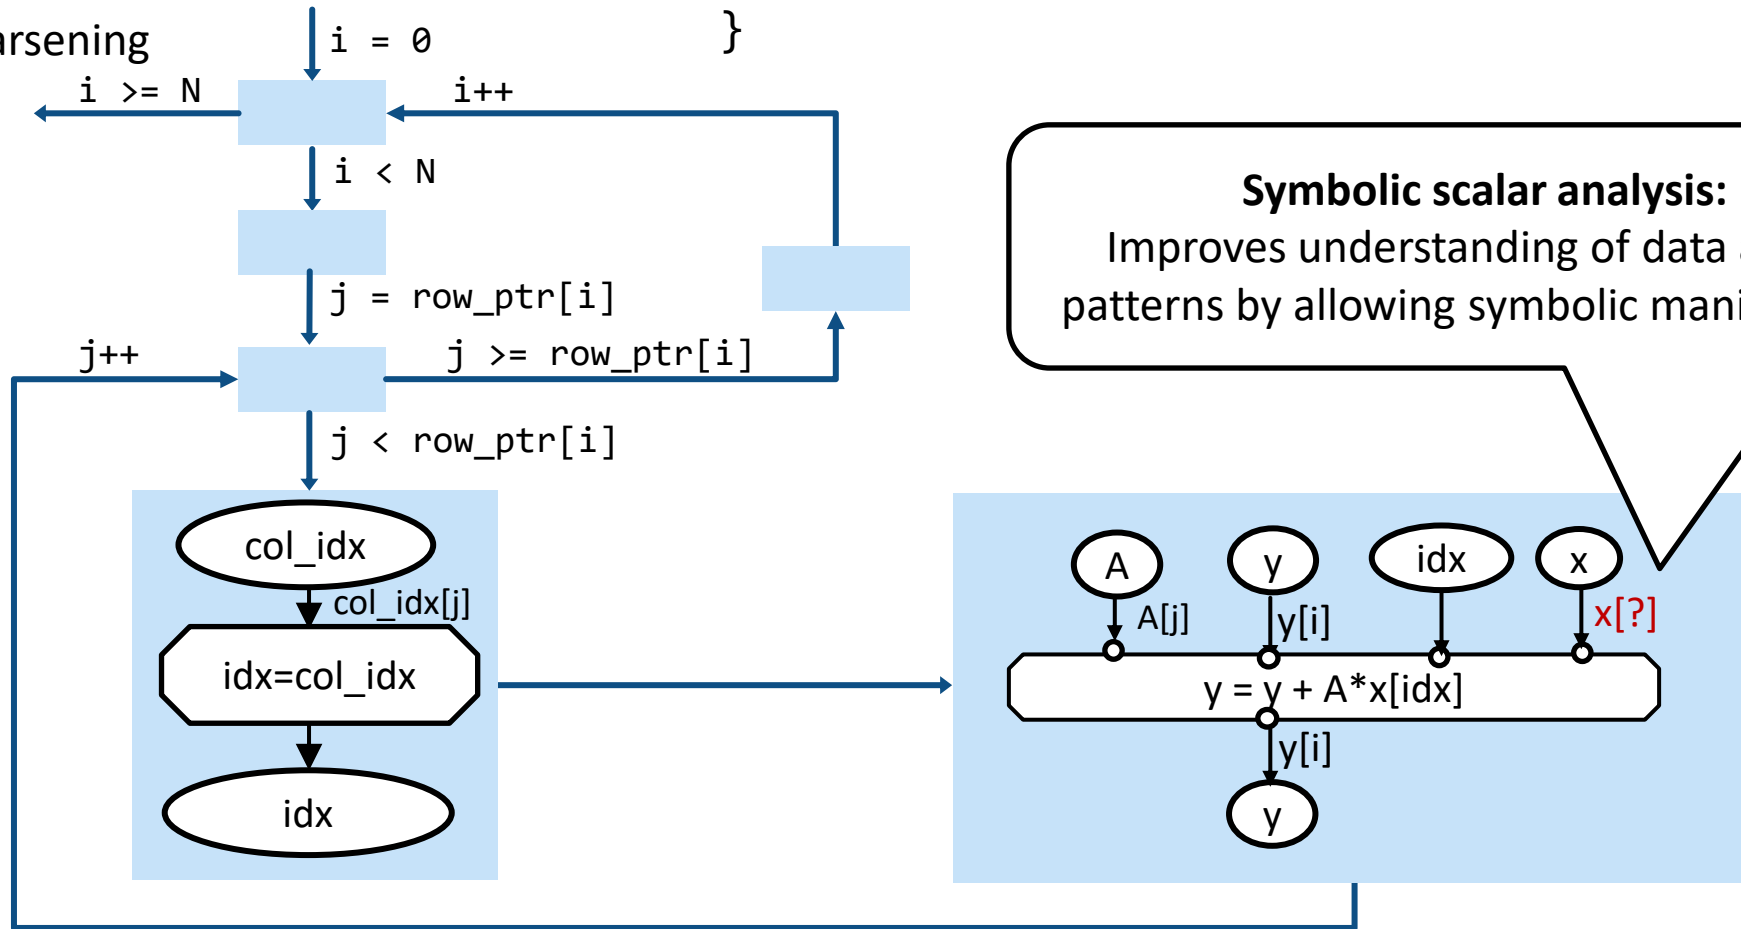 arsening
i = 0
}
i >= N
i++
i < N
Symbolic scalar analysis:
Improves understanding of data
patterns by allowing symbolic mani
j = row_ptr[i]
j++
j >= row_ptr[i]
j < row_ptr[i]
col_idx
col_idx[j]
idx=col_idx
idx
A
y
idx
x
A[j]
y[i]
x[?]
y = y + A*x[idx]
y[i]
y